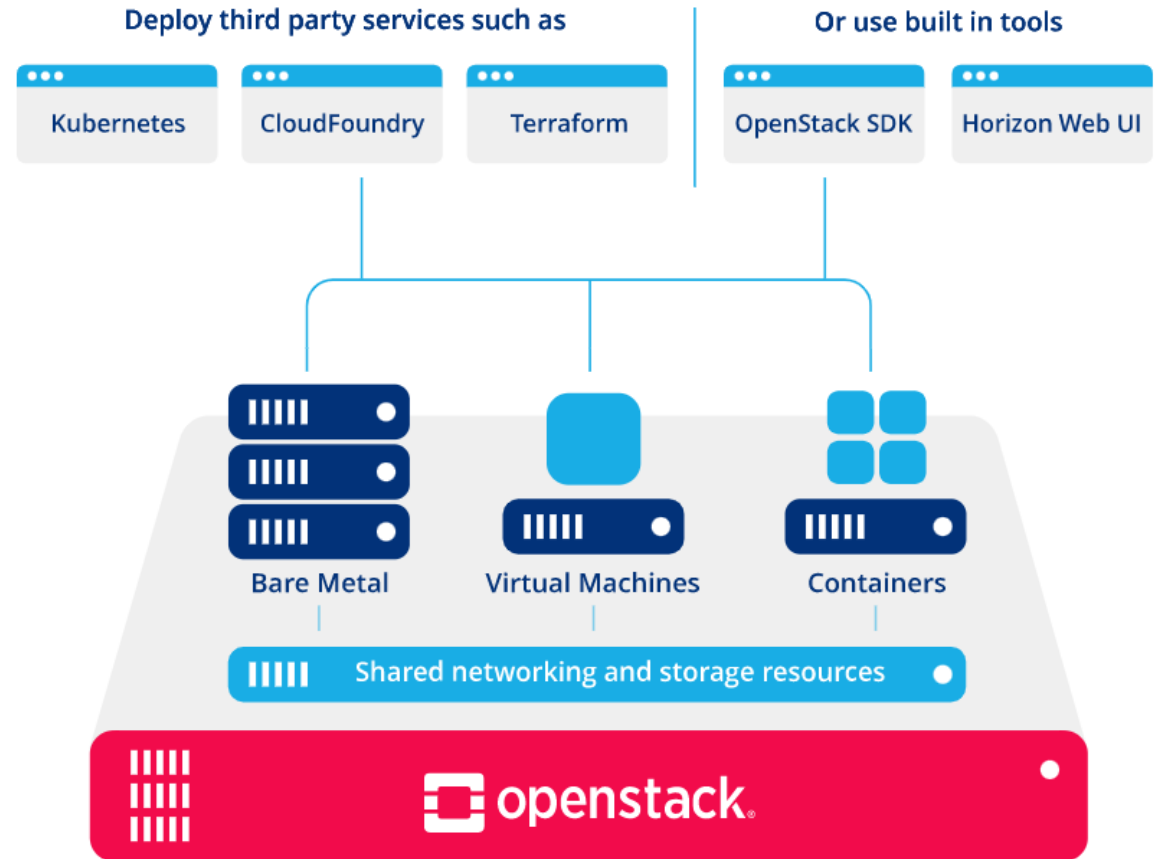 Deploy third party services such as
Or use built in tools
Kubernetes
CloudFoundry
Terraform
OpenStack SDK
Horizon Web UI
Bare Metal
Virtual Machines
Containers
Shared networking and storage resources
openstack®